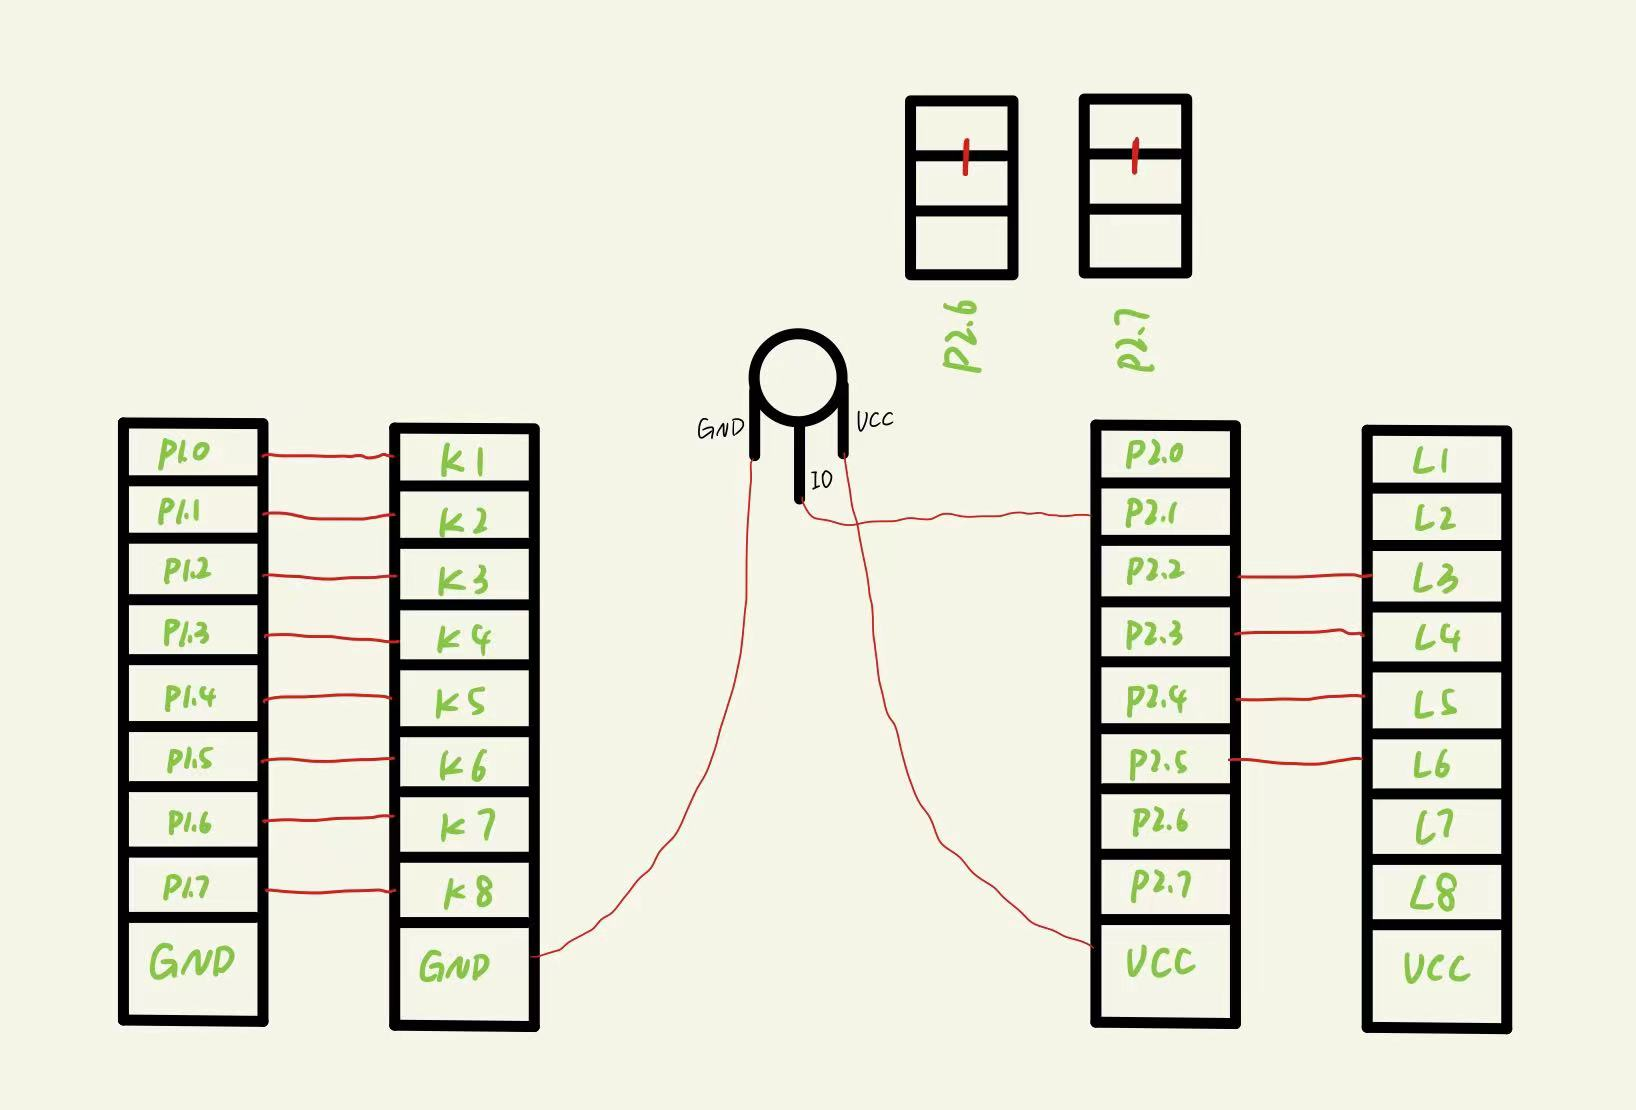 P2.6
P2.7
GND
VCC
IO
P1.0
P1.1
P1.2
P1.3
P1.4
P1.5
P1.6
P1.7
GND
K1
K2
K3
K4
K5
K6
K7
K8
GND
P2.0
P2.1
P2.2
P2.3
P2.4
P2.5
P2.6
P2.7
VCC
L1
L2
L3
L4
L5
L6
L7
L8
VCC